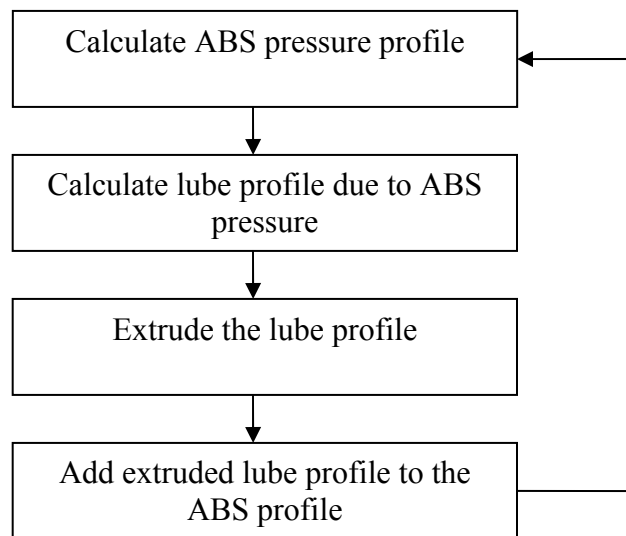 Calculate ABS pressure profile
Calculate lube profile due to ABS
pressure
Extrude the lube profile
Add extruded lube profile to the
ABS profile